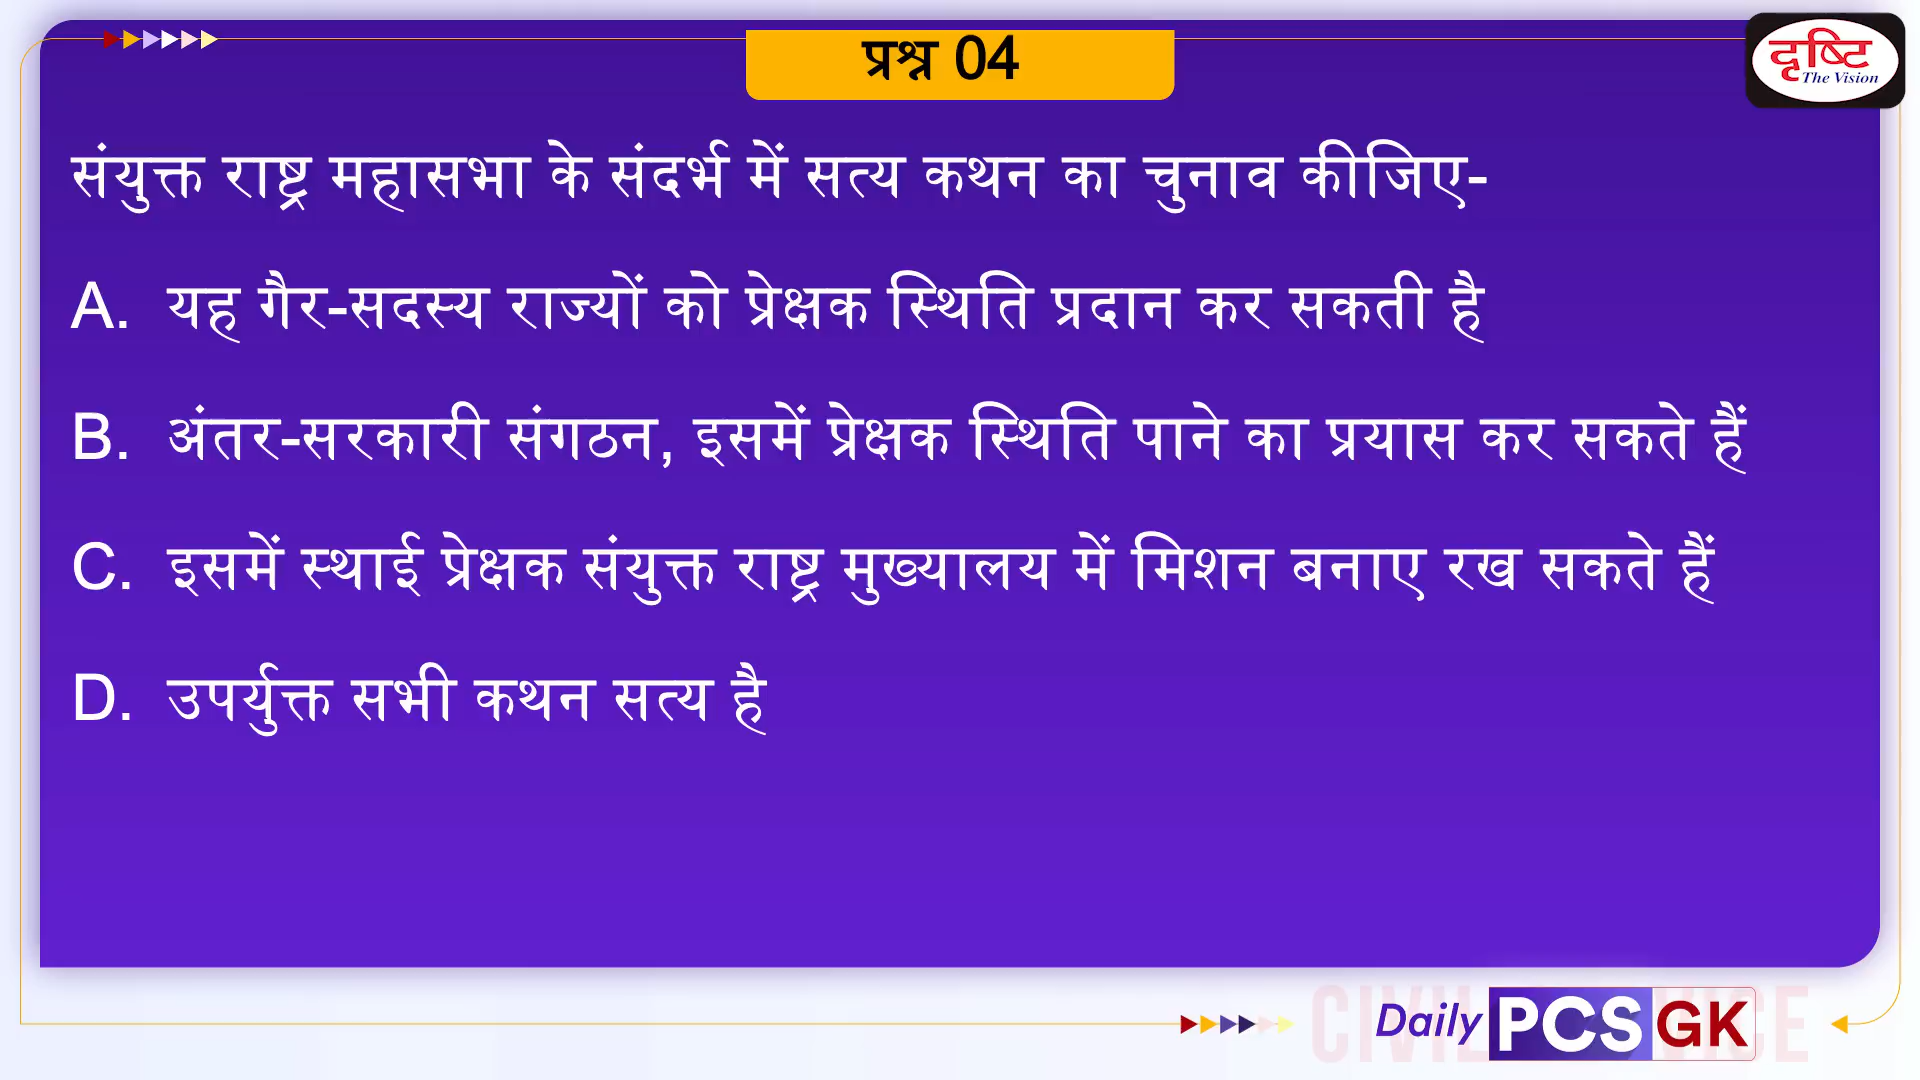 प्रश्न 04
दृष्टि
The Vision
संयुक्त राष्ट्र महासभा के संदर्भ में सत्य कथन का चुनाव कीजिए-
A. यह गैर-सदस्य राज्यों को प्रेक्षक स्थिति प्रदान कर सकती है
B. अंतर-सरकारी संगठन, इसमें प्रेक्षक स्थिति पाने का प्रयास कर सकते हैं
C. इसमें स्थाई प्रेक्षक संयुक्त राष्ट्र मुख्यालय में मिशन बनाए रख सकते हैं
D. उपर्युक्त सभी कथन सत्य है
Daily PCS GK